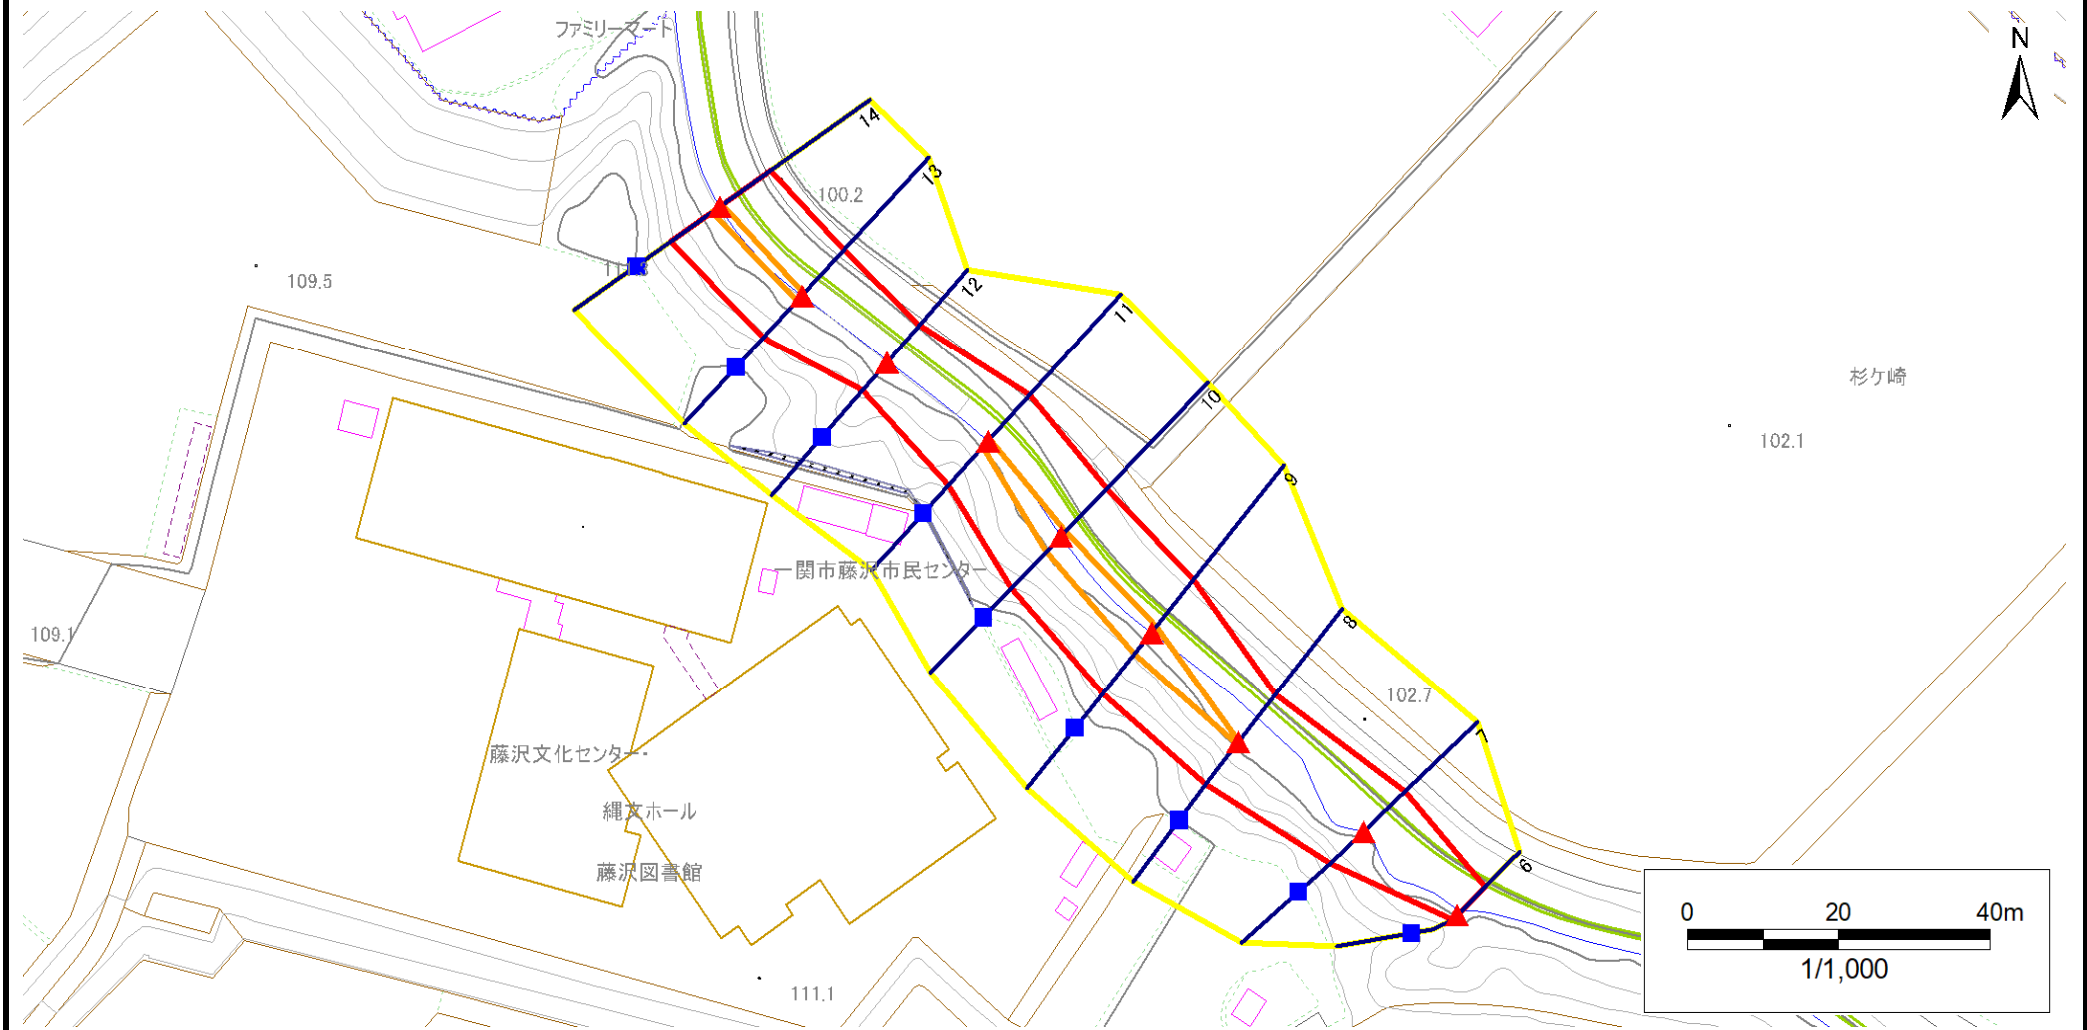 ファミリーマート
N
14
13
100.2
109.5
12
11
10
杉ケ崎
102.1
9
一関市藤沢市民センター
8
109.1
102.7
7
藤沢文化センター
縄文ホール
藤沢図書館
6
0 20 40m
1/1,000
111.1